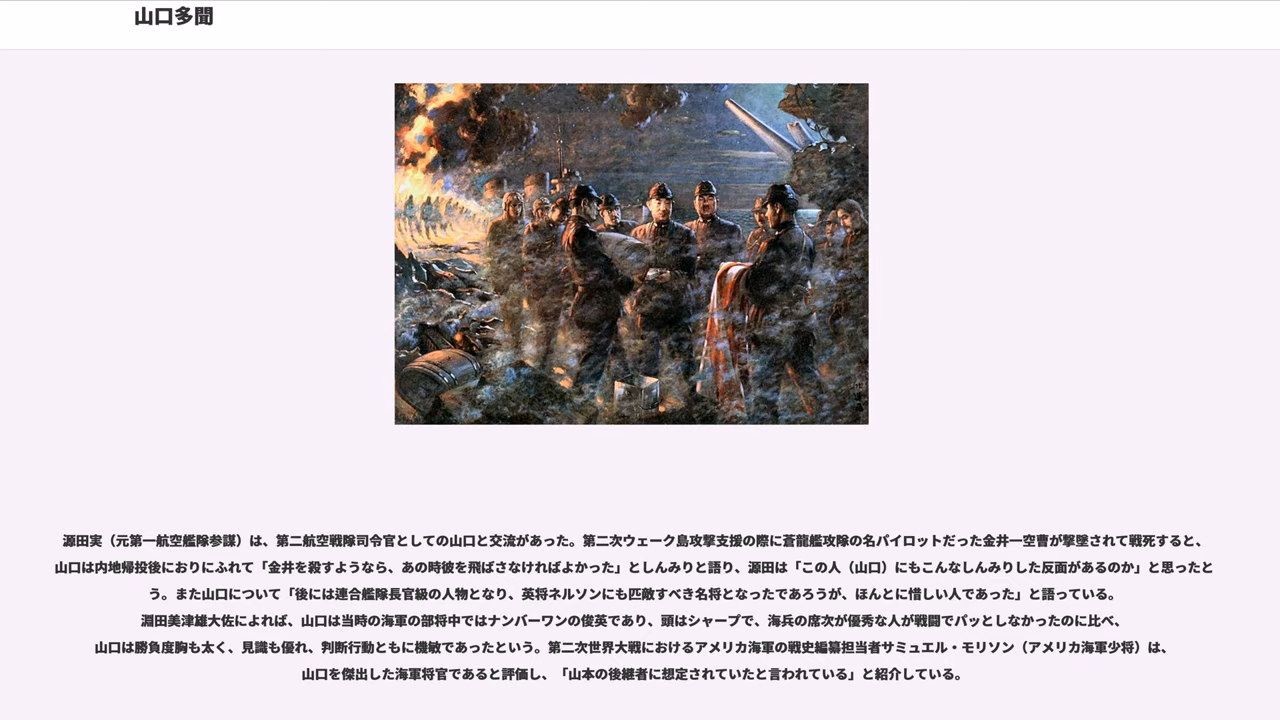 山口多聞
源田実（元第一航空艦隊参謀）は、第二航空戦隊司令官としての山口と交流があった。第二次ウェーク島攻撃支援の際に蒼龍艦攻隊の名パイロットだった金井一空曹が撃墜されて戦死すると、
山口は内地帰投後におりにふれて「金井を殺すようなら、あの時彼を飛ばさなければよかった」としんみりと語り、源田は「この人（山口）にもこんなしんみりした反面があるのか」と思ったと
う。また山口について「後には連合艦隊長官級の人物となり、英将ネルソンにも匹敵すべき名将となったであろうが、ほんとに惜しい人であった」と語っている。
淵田美津雄大佐によれば、山口は当時の海軍の部将中ではナンバーワンの俊英であり、頭はシャープで、海兵の席次が優秀な人が戦闘でパッとしなかったのに比べ、
山口は勝負度胸も太く、見識も優れ、判断行動ともに機敏であったという。第二次世界大戦におけるアメリカ海軍の戦史編纂担当者サミュエル・モリソン（アメリカ海軍少将）は、
山口を傑出した海軍将官であると評価し、「山本の後継者に想定されていたと言われている」と紹介している。